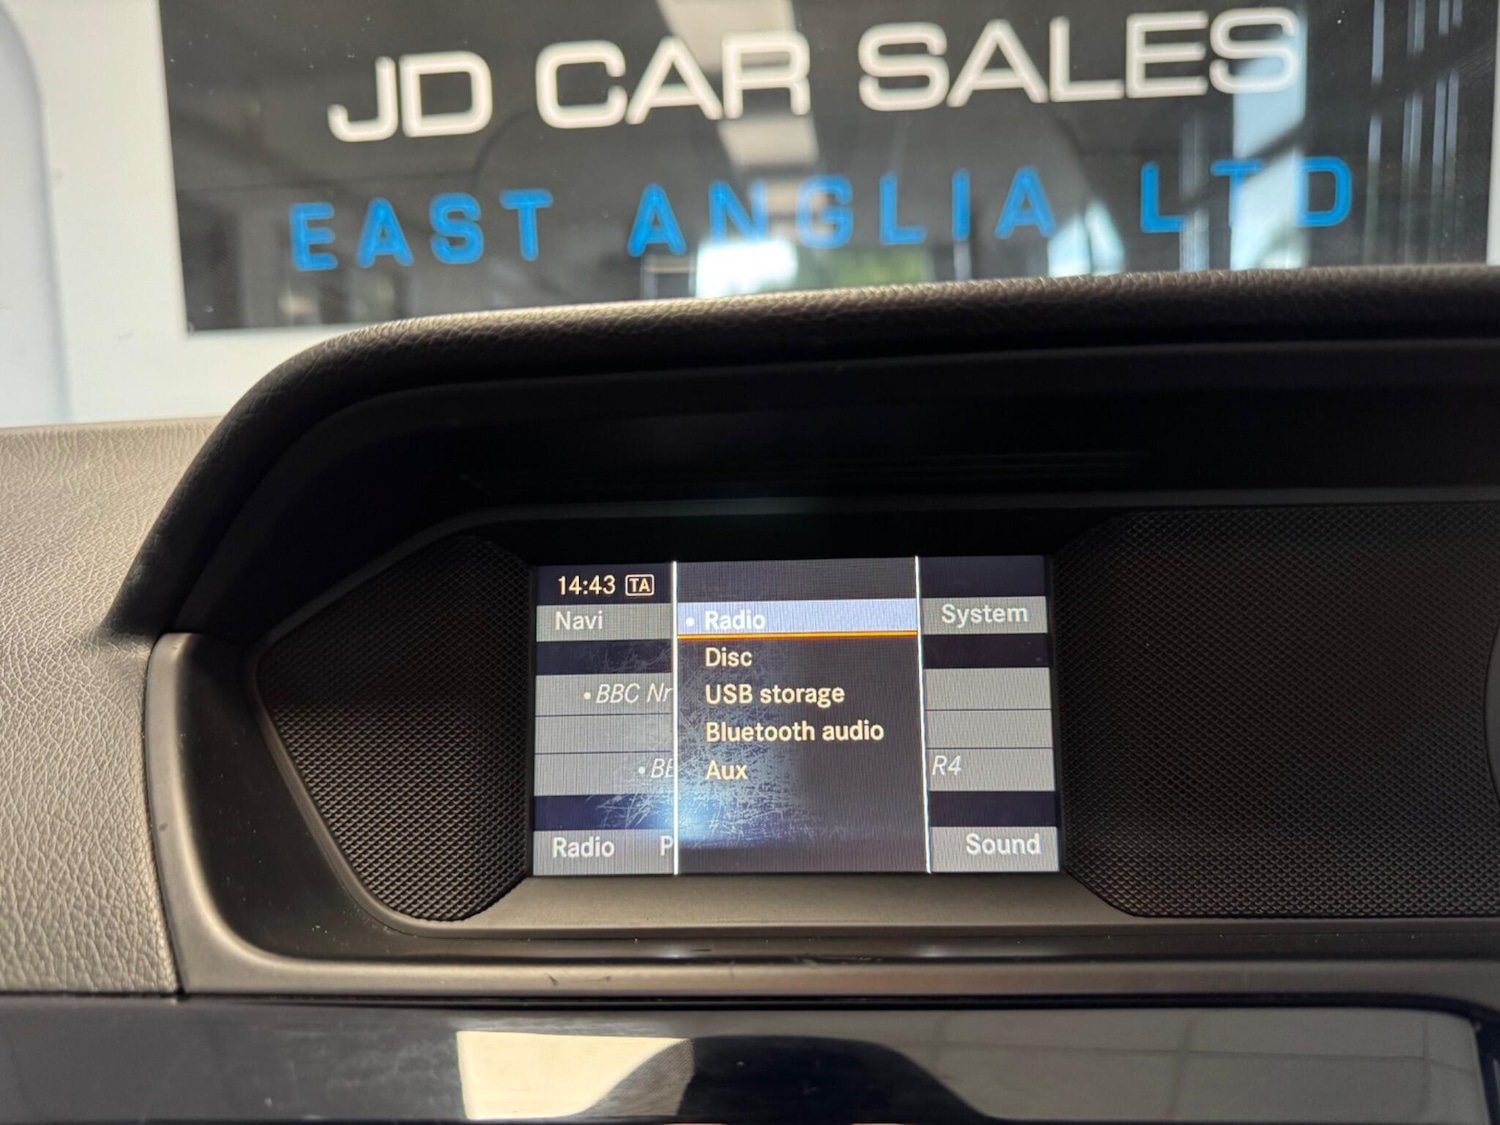 JD CAR SALES
EAST ANGLIA LTD
14:43 TA
Navi
Radio
System
Disc
• BBC
USB storage
Bluetooth audio
Aux
R4
Radio
Sound